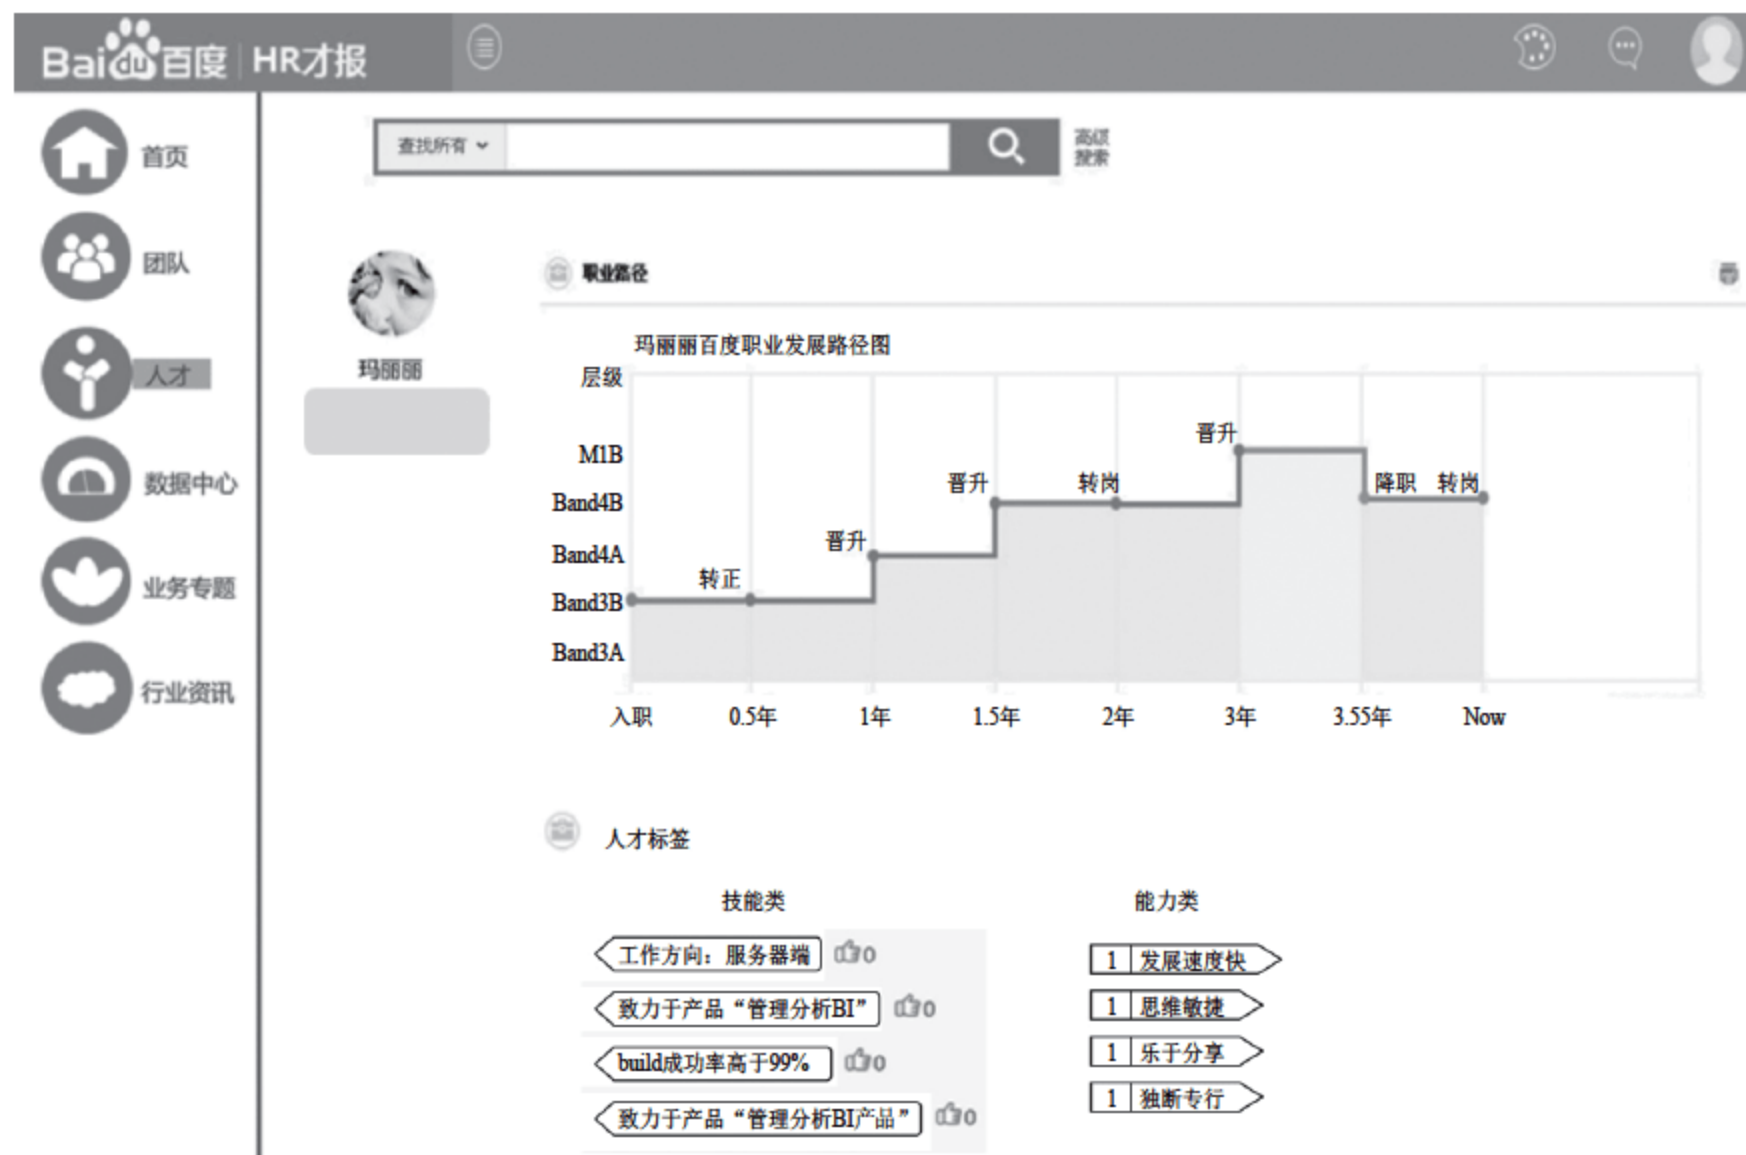 Baidu百度 HR才报
首页
团队
人才
数据中心
业务专题
行业资讯
查找所有
高级
搜索
玛丽丽
职业路径
玛丽丽百度职业发展路径图
层级
M1B
Band4B
Band4A
Band3B
Band3A
转正
晋升
晋升
转岗
晋升
降职 转岗
入职 0.5年 1年 1.5年 2年 3年 3.55年 Now
人才标签
技能类
工作方向：服务器端 0
致力于产品“管理分析BI” 0
build成功率高于99% 0
致力于产品“管理分析BI产品” 0
能力类
1 发展速度快
1 思维敏捷
1 乐于分享
1 独断专行